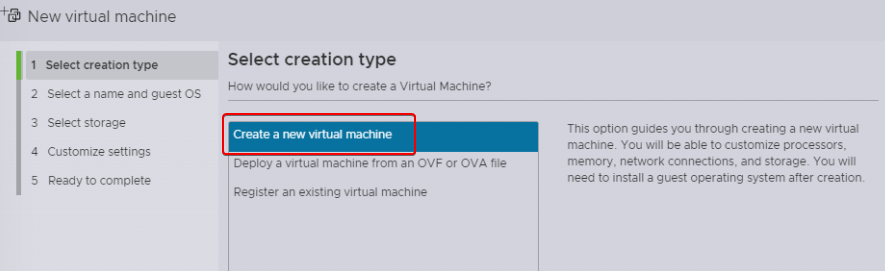 New virtual machine
1 Select creation type
2 Select a name and guest OS
3 Select storage
4 Customize settings
5 Ready to complete
Select creation type
How would you like to create a Virtual Machine?
Create a new virtual machine
Deploy a virtual machine from an OVF or OVA file
Register an existing virtual machine
This option guides you through creating a new virtual
machine. You will be able to customize processors,
memory, network connections, and storage. You will
need to install a guest operating system after creation.